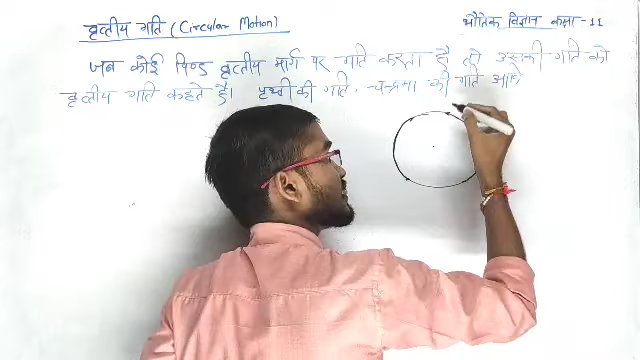 वृत्तीय गति (Circular Motion)
भौतिक विज्ञान कक्षा - 11
जब कोई पिण्ड वृत्तीय मार्ग पर गति करता है तो उसकी गति को
वृत्तीय गति कहते है। पृथ्वी की गति, चन्द्रमा की गति आदि